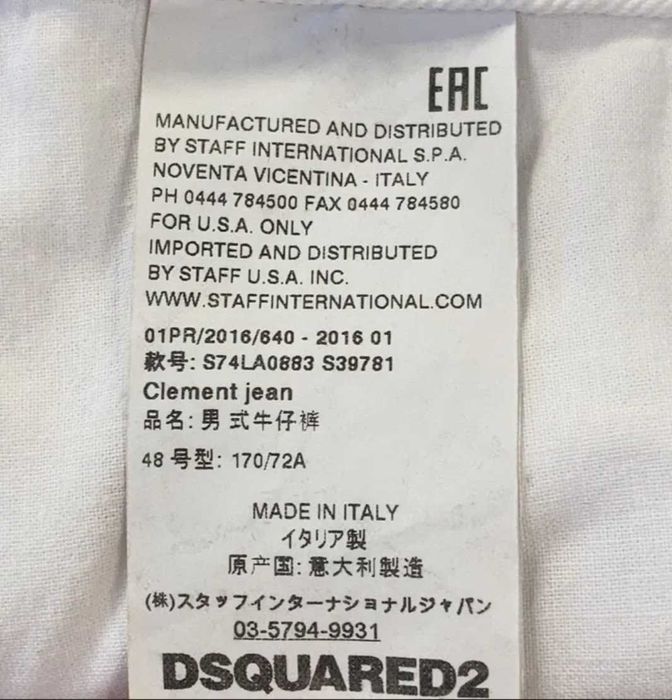 EAC
MANUFACTURED AND DISTRIBUTED
BY STAFF INTERNATIONAL S.P.A.
NOVENTA VICENTINA - ITALY
PH 0444 784500 FAX 0444 784580
FOR U.S.A. ONLY
IMPORTED AND DISTRIBUTED
BY STAFF U.S.A. INC.
WWW.STAFFINTERNATIONAL.COM
01PR/2016/640 - 2016 01
款号: S74LA0883 S39781
Clement jean
品名: 男 式牛仔裤
48 号型: 170/72A
MADE IN ITALY
イタリア製
原产国: 意大利製造
(株)スタッフインターナショナルジャパン
03-5794-9931
DSQUARED2